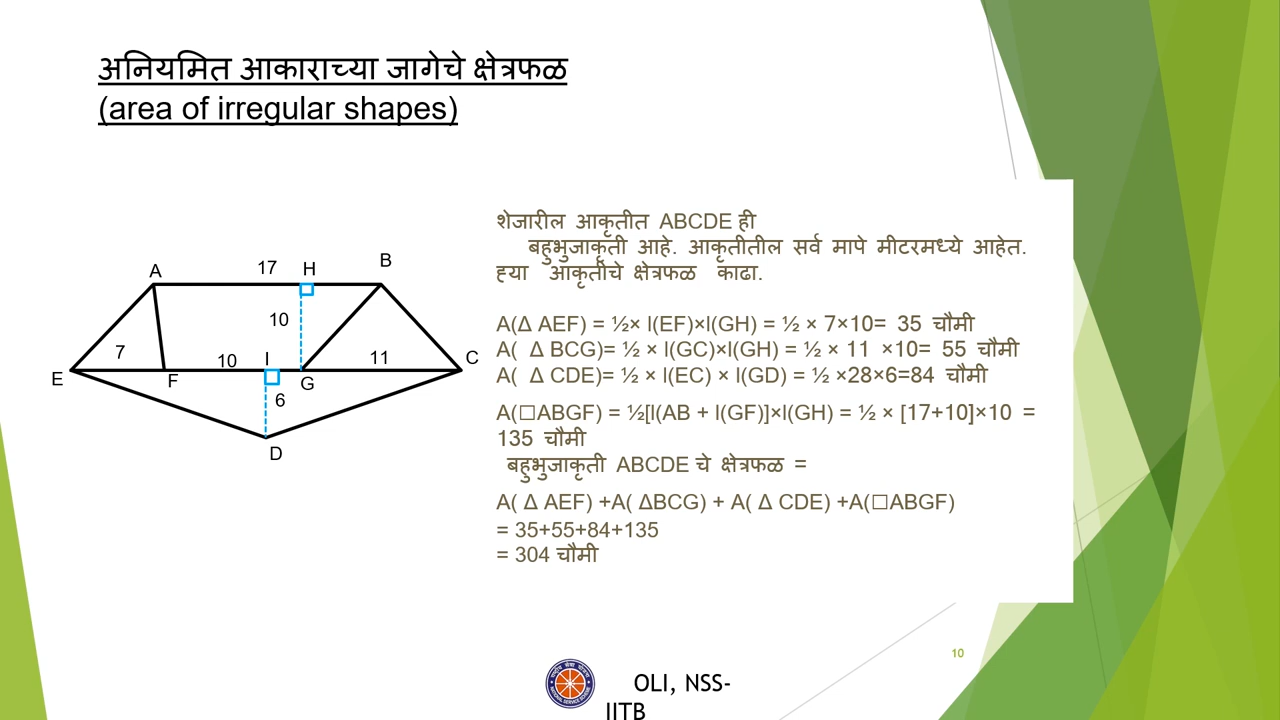 अनियमित आकाराच्या जागेचे क्षेत्रफळ
(area of irregular shapes)
शेजारील आकृतीत ABCDE ही
बहुभुजाकृती आहे. आकृतीतील सर्व मापे मीटरमध्ये आहेत.
ह्या आकृतीचे क्षेत्रफळ काढा.
A(Δ AEF) = ½× l(EF)×l(GH) = ½ × 7×10= 35 चौमी
A( Δ BCG)= ½ × l(GC)×l(GH) = ½ × 11 ×10= 55 चौमी
A( Δ CDE)= ½ × l(EC) × l(GD) = ½ ×28×6=84 चौमी
A(□ABGF) = ½[l(AB + l(GF)]×l(GH) = ½ × [17+10]×10 =
135 चौमी
बहुभुजाकृती ABCDE चे क्षेत्रफळ =
A( Δ AEF) +A( ΔBCG) + A( Δ CDE) +A(□ABGF)
= 35+55+84+135
= 304 चौमी
A 17 H B
10
7 10 I 11 C
E F G
6
D
10
OLI, NSS-
IITB